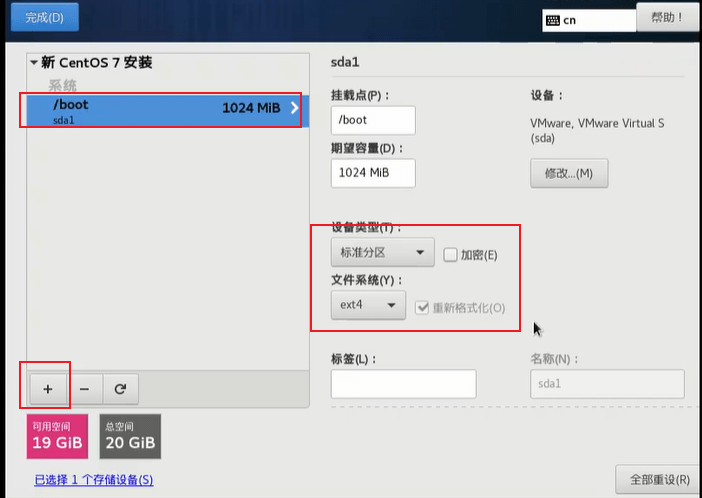 完成(D)
cn
帮助！
新 CentOS 7 安装
系统
/boot
1024 MiB
sda1
sda1
挂载点(P)：
/boot
设备：
VMware, VMware Virtual S
(sda)
期望容量(D)：
1024 MiB
修改...(M)
设备类型(T)：
标准分区
加密(E)
文件系统(Y)：
ext4
重新格式化(O)
标签(L)：
名称(N)：
sda1
+
−
可用空间
19 GiB
总空间
20 GiB
已选择 1 个存储设备(S)
全部重设(R)